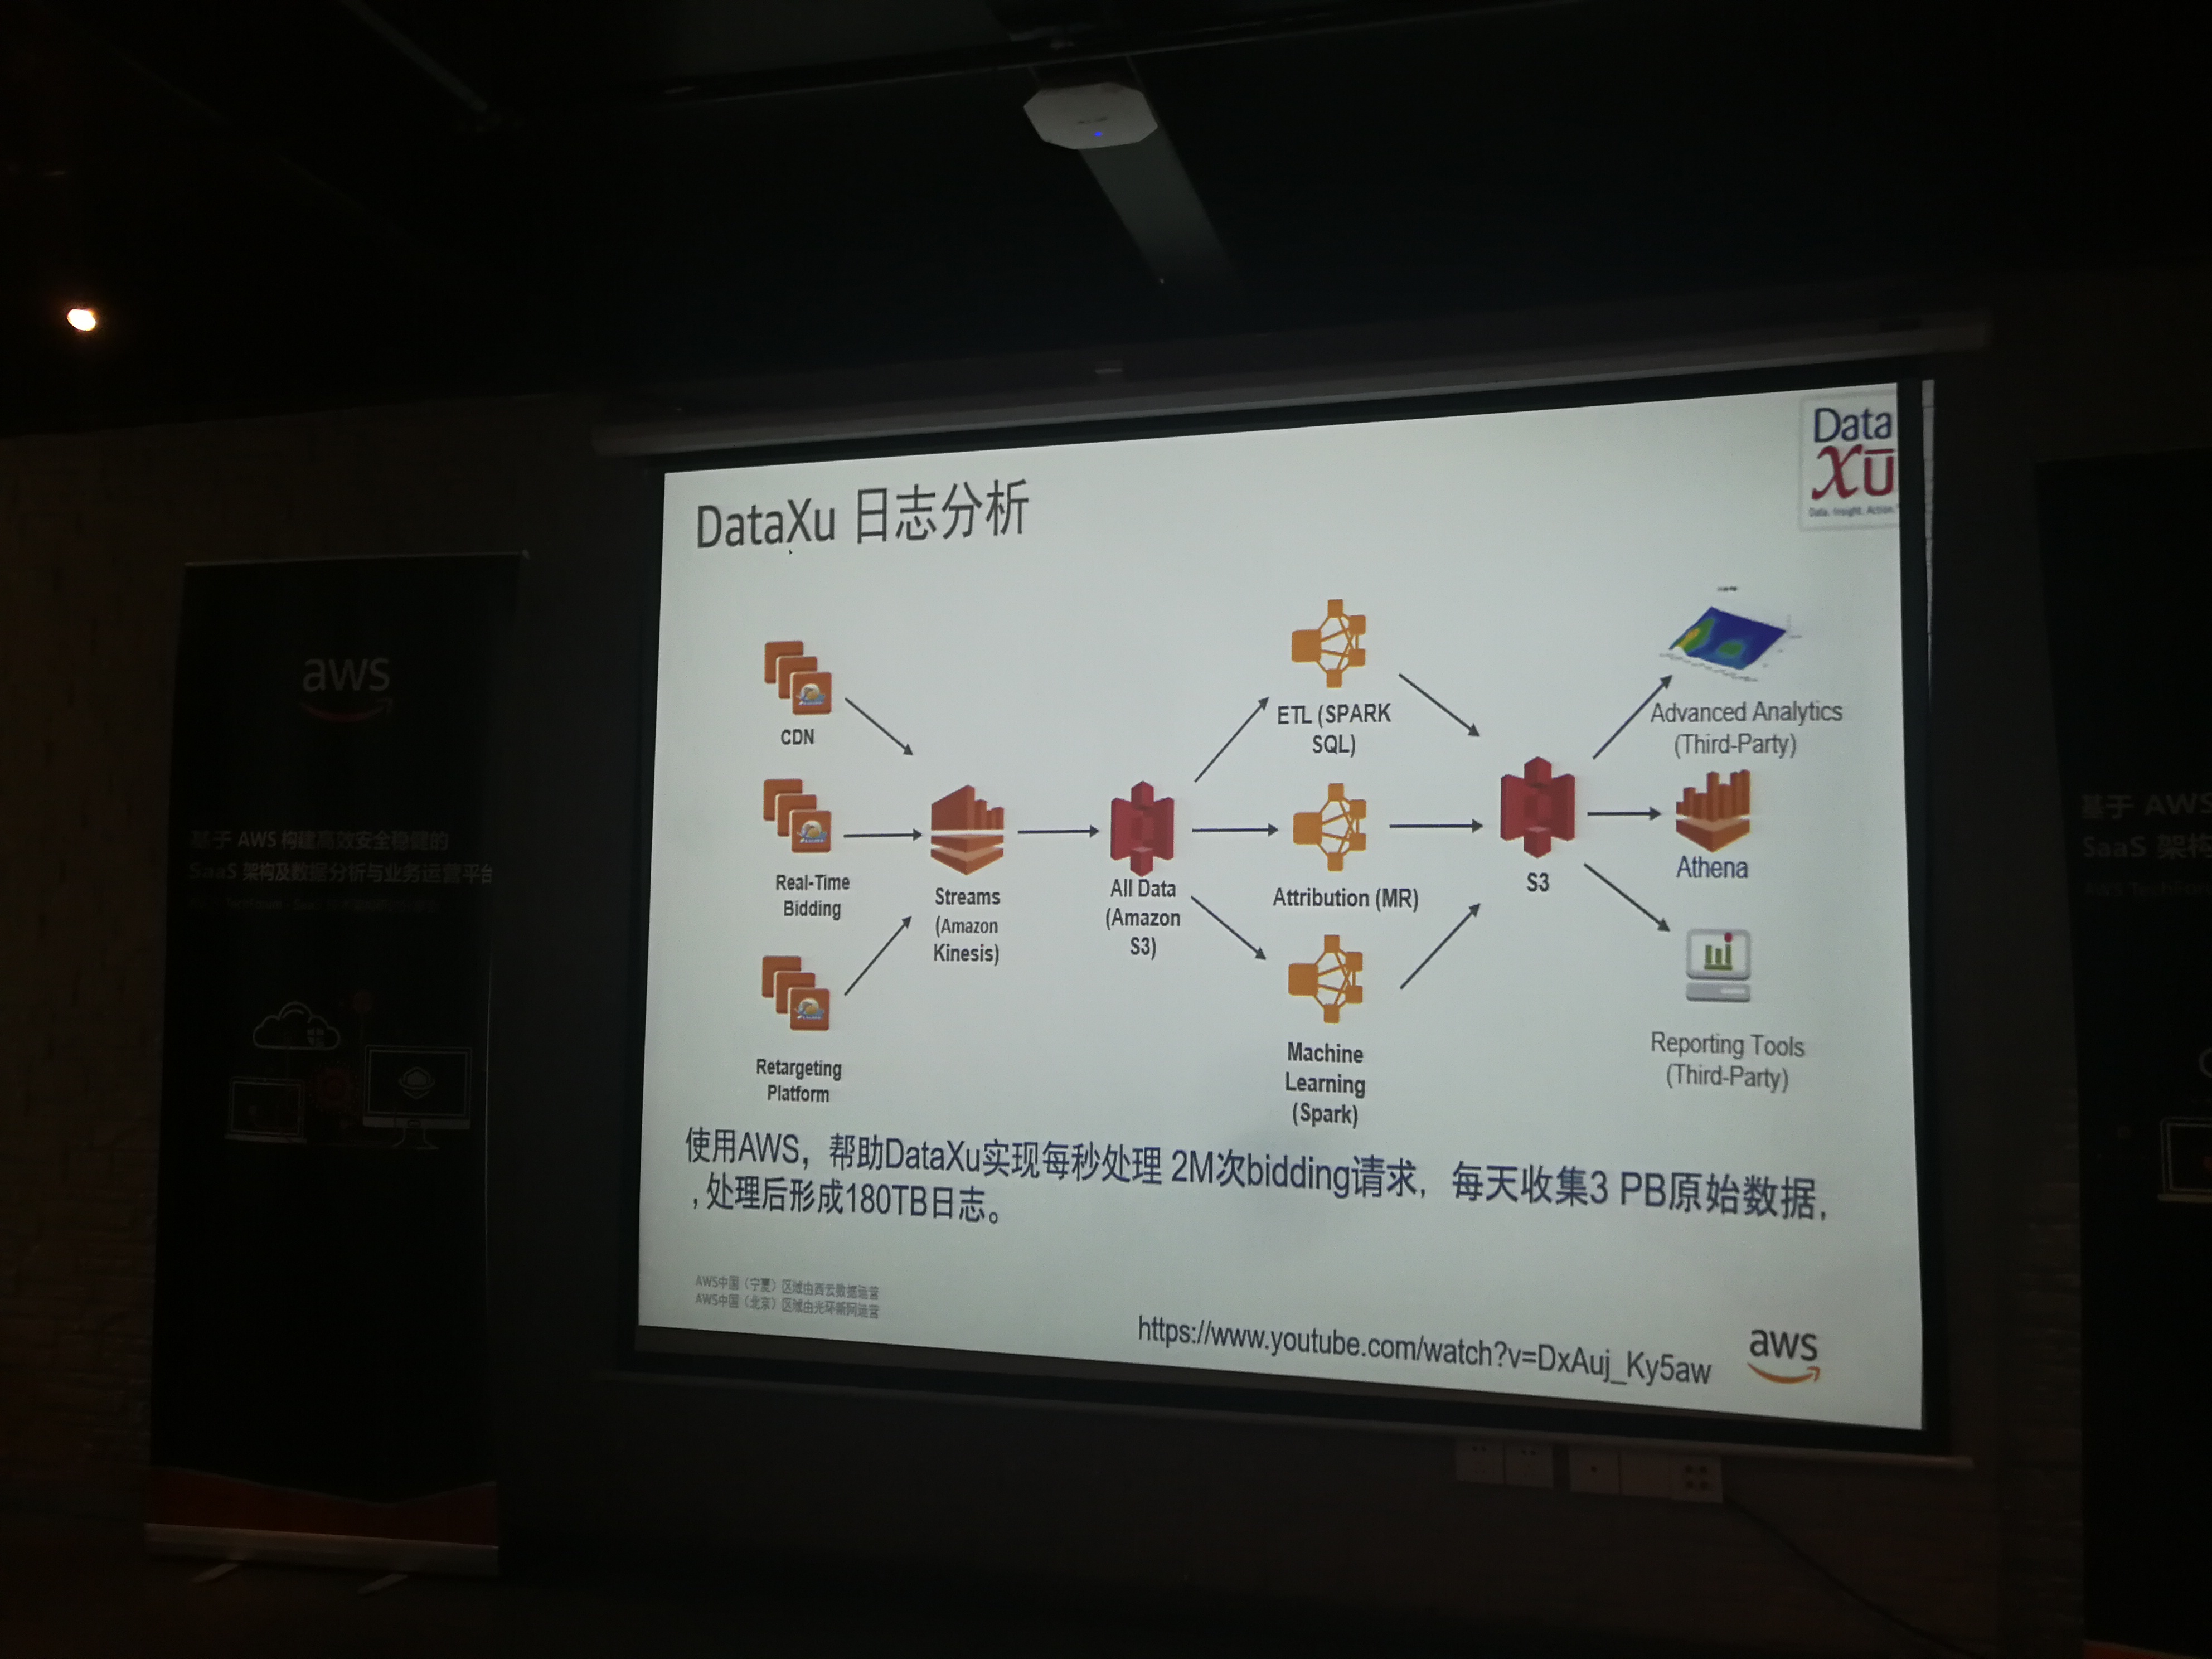 DataXu 日志分析
Data
Xū
Data. Insight. Action.
CDN
Real-Time
Bidding
Retargeting
Platform
Streams
(Amazon
Kinesis)
All Data
(Amazon
S3)
ETL (SPARK
SQL)
Attribution (MR)
Machine
Learning
(Spark)
S3
Advanced Analytics
(Third-Party)
Athena
Reporting Tools
(Third-Party)
使用AWS，帮助DataXu实现每秒处理 2M次bidding请求，每天收集3 PB原始数据，
，处理后形成180TB日志。
AWS中国（宁夏）区域由西云数据运营
AWS中国（北京）区域由光环新网运营
https://www.youtube.com/watch?v=DxAuj_Ky5aw
aws
aws
基于 AWS 构建高效安全稳健的
SaaS 架构及数据分析与业务运营平台
基于 AWS
SaaS 架构